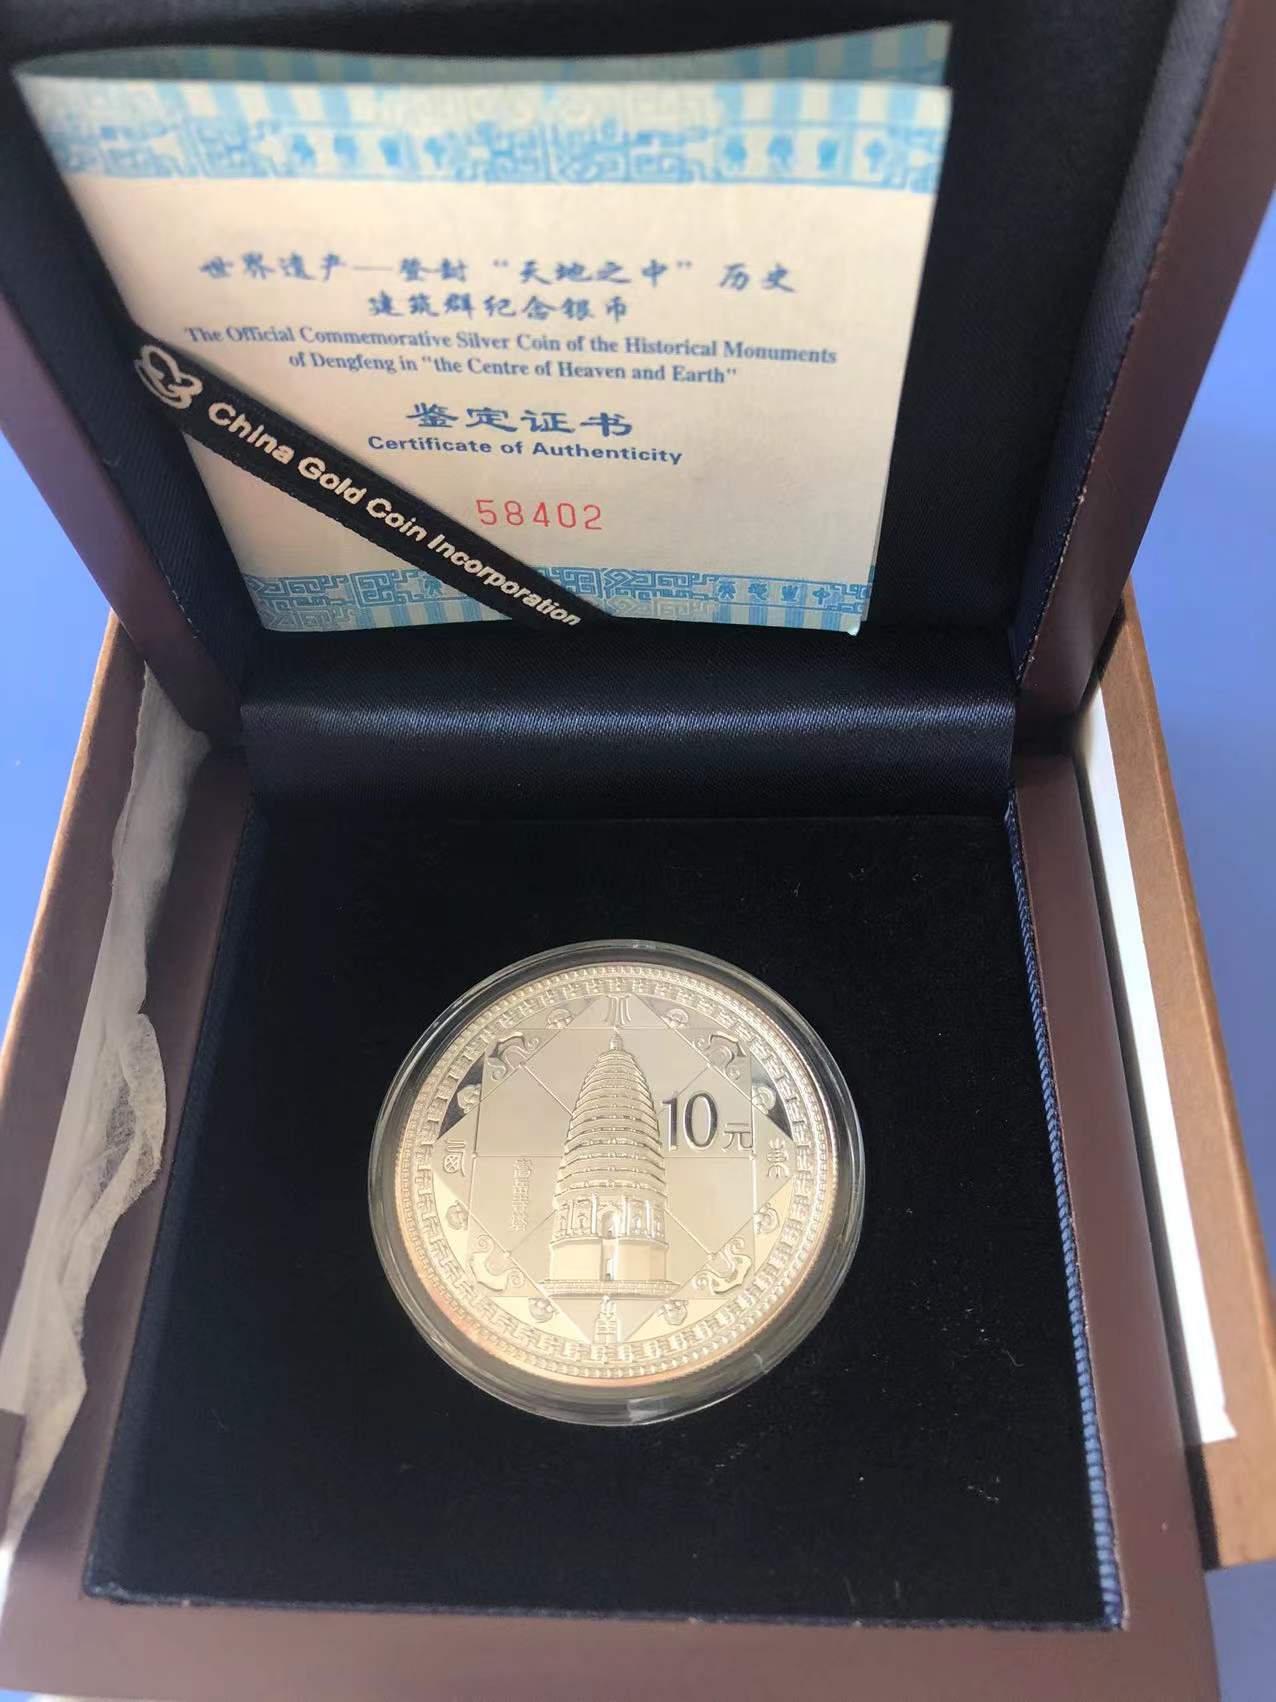 世界遗产—登封“天地之中”历史
建筑群纪念银币
The Official Commemorative Silver Coin of the Historical Monuments
of Dengfeng in "the Centre of Heaven and Earth"
鉴定证书
Certificate of Authenticity
58402
China Gold Coin Incorporation
10元